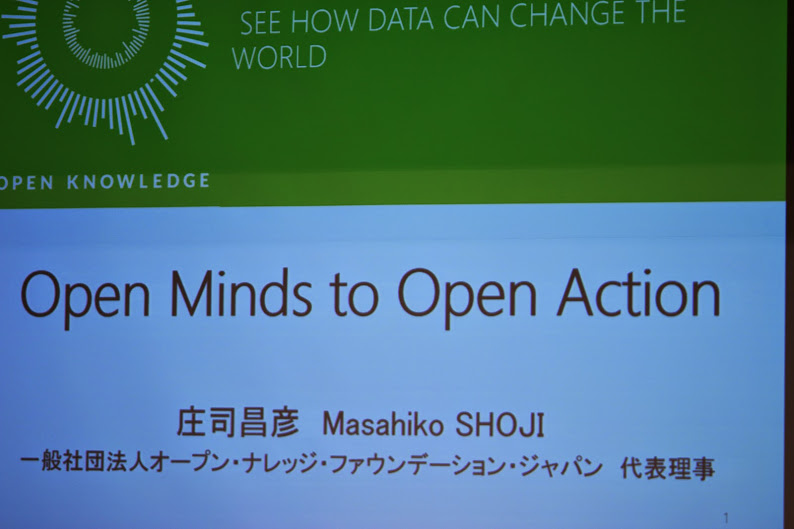 SEE HOW DATA CAN CHANGE THE
WORLD
OPEN KNOWLEDGE
Open Minds to Open Action
庄司昌彦 Masahiko SHOJI
一般社団法人オープン・ナレッジ・ファウンデーション・ジャパン 代表理事
1